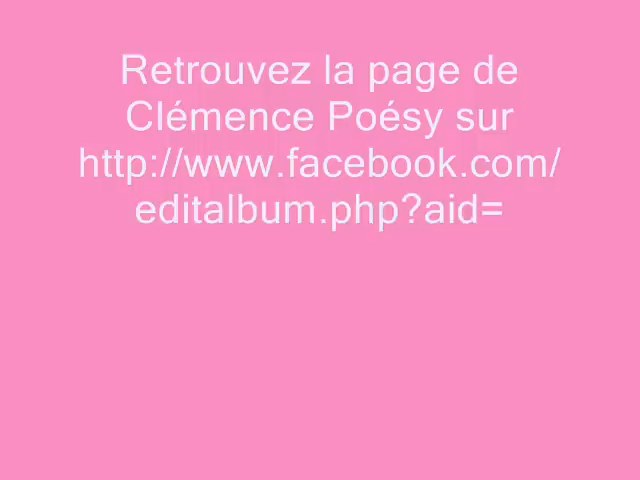 Retrouvez la page de
Clémence Poésy sur
http://www.facebook.com/
editalbum.php?aid=